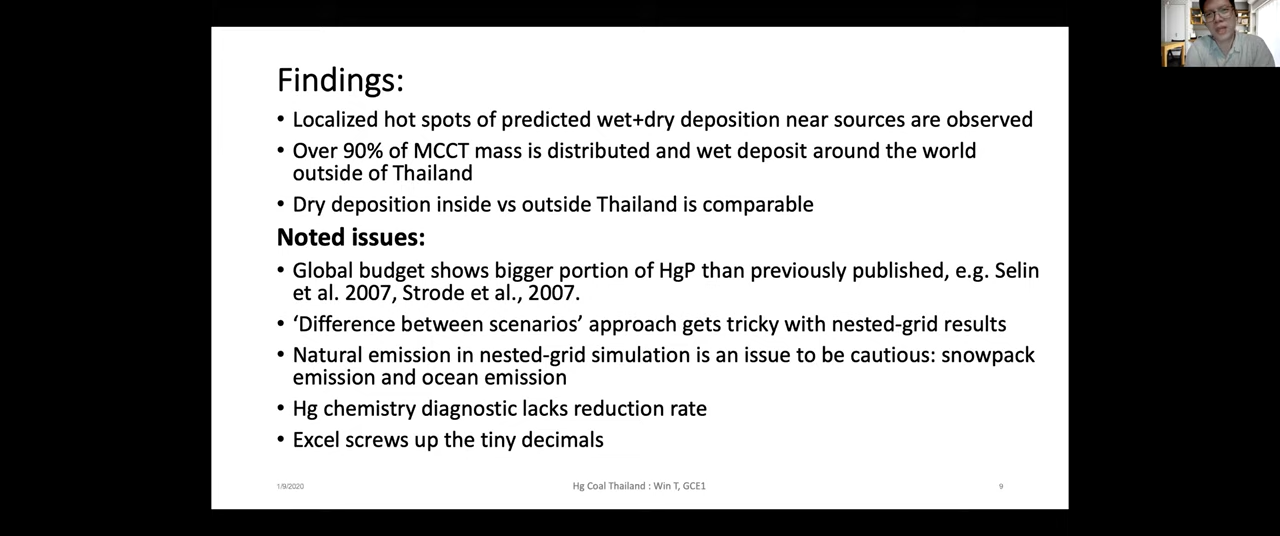 Findings:
• Localized hot spots of predicted wet+dry deposition near sources are observed
• Over 90% of MCCT mass is distributed and wet deposit around the world
outside of Thailand
• Dry deposition inside vs outside Thailand is comparable
Noted issues:
• Global budget shows bigger portion of HgP than previously published, e.g. Selin
et al. 2007, Strode et al., 2007.
• ‘Difference between scenarios’ approach gets tricky with nested-grid results
• Natural emission in nested-grid simulation is an issue to be cautious: snowpack
emission and ocean emission
• Hg chemistry diagnostic lacks reduction rate
• Excel screws up the tiny decimals
1/9/2020 Hg Coal Thailand : Win T, GCE1 9